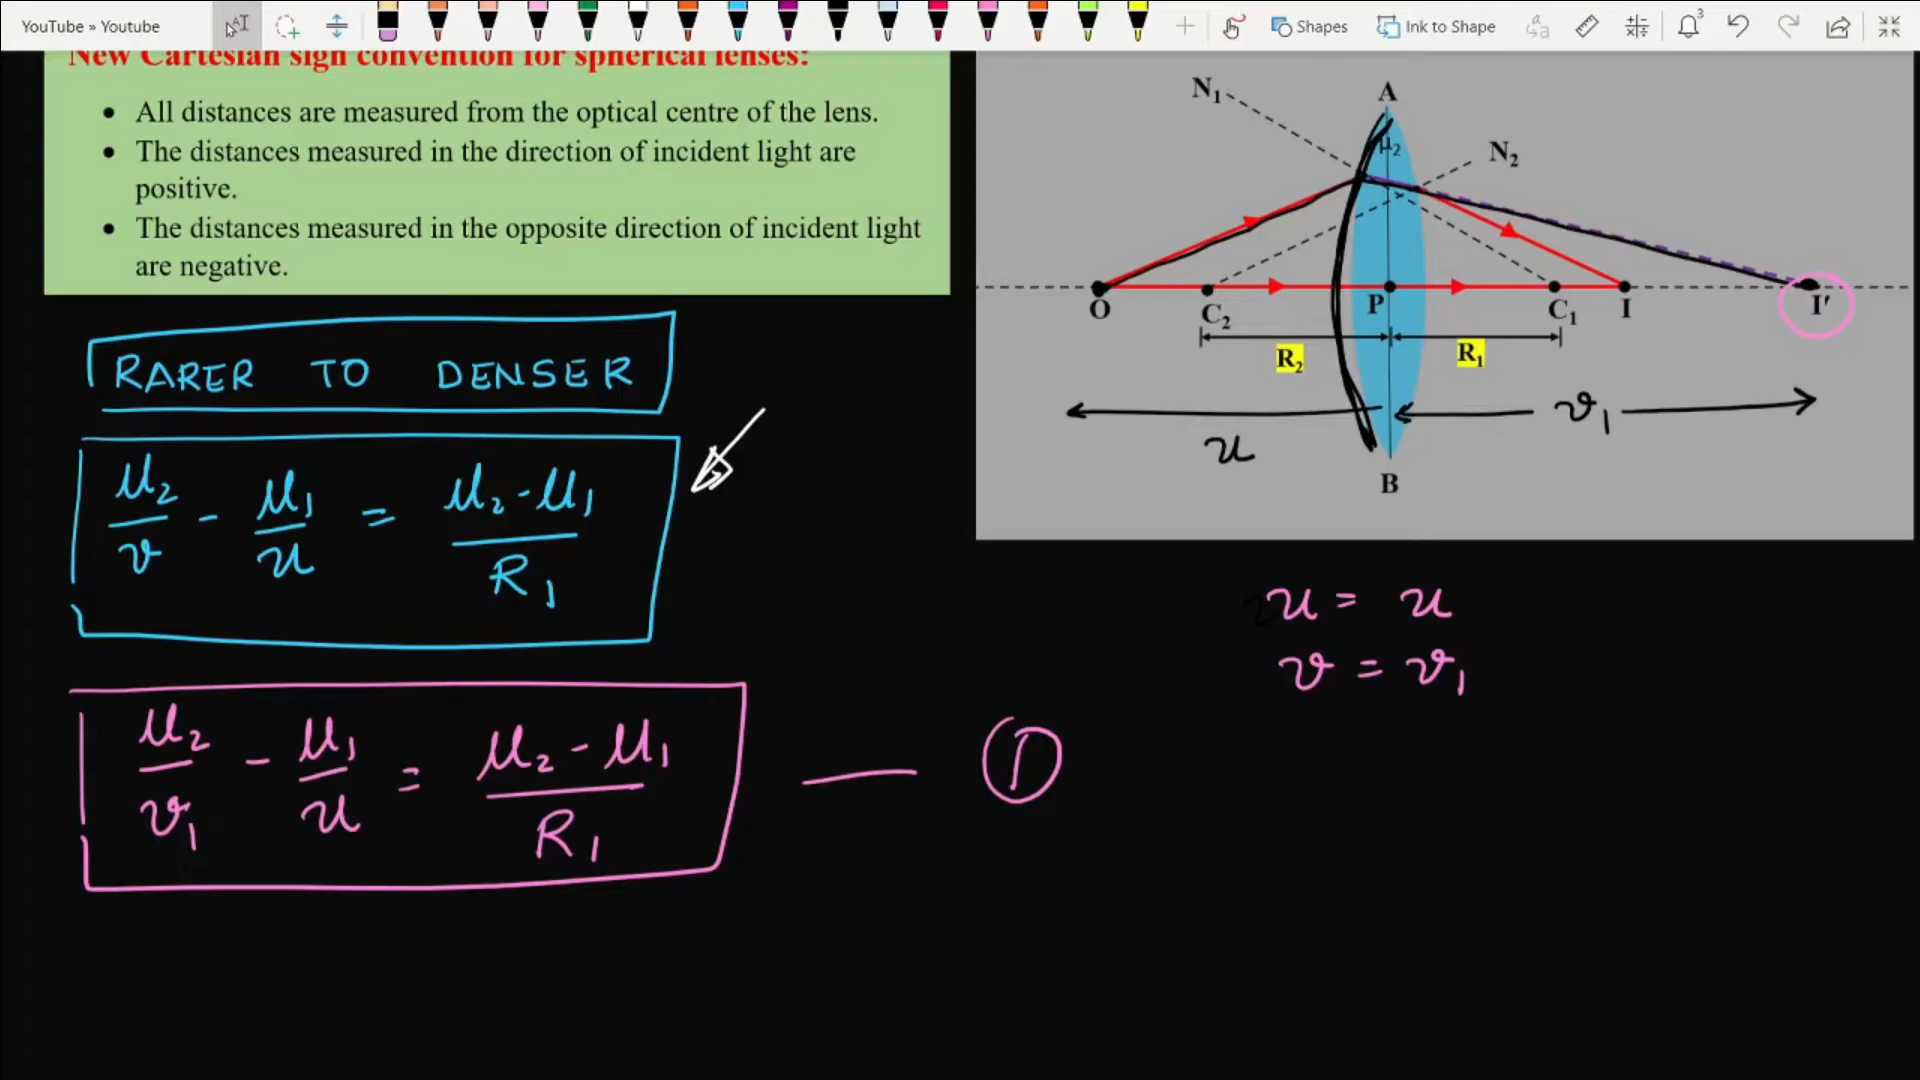 YouTube » Youtube
Shapes
Ink to Shape
3
New Cartesian sign convention for spherical lenses:
• All distances are measured from the optical centre of the lens.
• The distances measured in the direction of incident light are
positive.
• The distances measured in the opposite direction of incident light
are negative.
N₁
A
μ₂
N₂
O
C₂
P
C₁
I
I′
R₂
R₁
u
v₁
B
RARER TO DENSER
μ₂/v - μ₁/u = (μ₂ - μ₁)/R₁
u = u
v = v₁
μ₂/v₁ - μ₁/u = (μ₂ - μ₁)/R₁ — ①